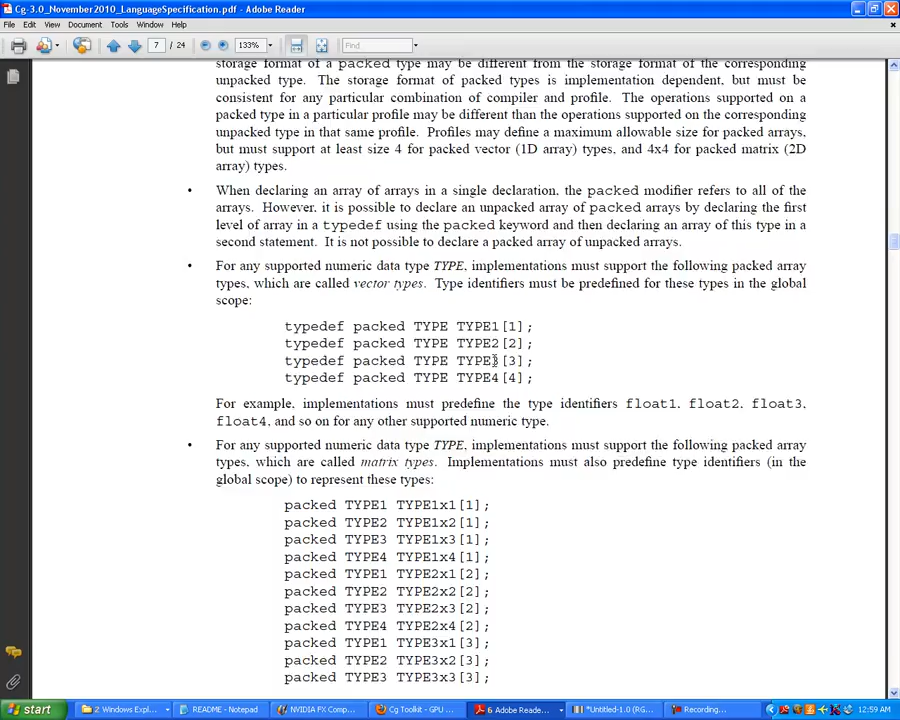 Cg-3.0_November2010_LanguageSpecification.pdf - Adobe Reader
File Edit View Document Tools Window Help
7 / 24 133% Find
storage format of a packed type may be different from the storage format of the corresponding
unpacked type. The storage format of packed types is implementation dependent, but must be
consistent for any particular combination of compiler and profile. The operations supported on a
packed type in a particular profile may be different than the operations supported on the corresponding
unpacked type in that same profile. Profiles may define a maximum allowable size for packed arrays,
but must support at least size 4 for packed vector (1D array) types, and 4x4 for packed matrix (2D
array) types.
• When declaring an array of arrays in a single declaration, the packed modifier refers to all of the
arrays. However, it is possible to declare an unpacked array of packed arrays by declaring the first
level of array in a typedef using the packed keyword and then declaring an array of this type in a
second statement. It is not possible to declare a packed array of unpacked arrays.
• For any supported numeric data type TYPE, implementations must support the following packed array
types, which are called vector types. Type identifiers must be predefined for these types in the global
scope:
typedef packed TYPE TYPE1[1];
typedef packed TYPE TYPE2[2];
typedef packed TYPE TYPE3[3];
typedef packed TYPE TYPE4[4];
For example, implementations must predefine the type identifiers float1, float2, float3,
float4, and so on for any other supported numeric type.
• For any supported numeric data type TYPE, implementations must support the following packed array
types, which are called matrix types. Implementations must also predefine type identifiers (in the
global scope) to represent these types:
packed TYPE1 TYPE1x1[1];
packed TYPE2 TYPE1x2[1];
packed TYPE3 TYPE1x3[1];
packed TYPE4 TYPE1x4[1];
packed TYPE1 TYPE2x1[2];
packed TYPE2 TYPE2x2[2];
packed TYPE3 TYPE2x3[2];
packed TYPE4 TYPE2x4[2];
packed TYPE1 TYPE3x1[3];
packed TYPE2 TYPE3x2[3];
packed TYPE3 TYPE3x3[3];
start 2 Windows Expl... README - Notepad NVIDIA FX Comp... Cg Toolkit - GPU ... 6 Adobe Reade... *Untitled-1.0 (RG... Recording... 12:59 AM